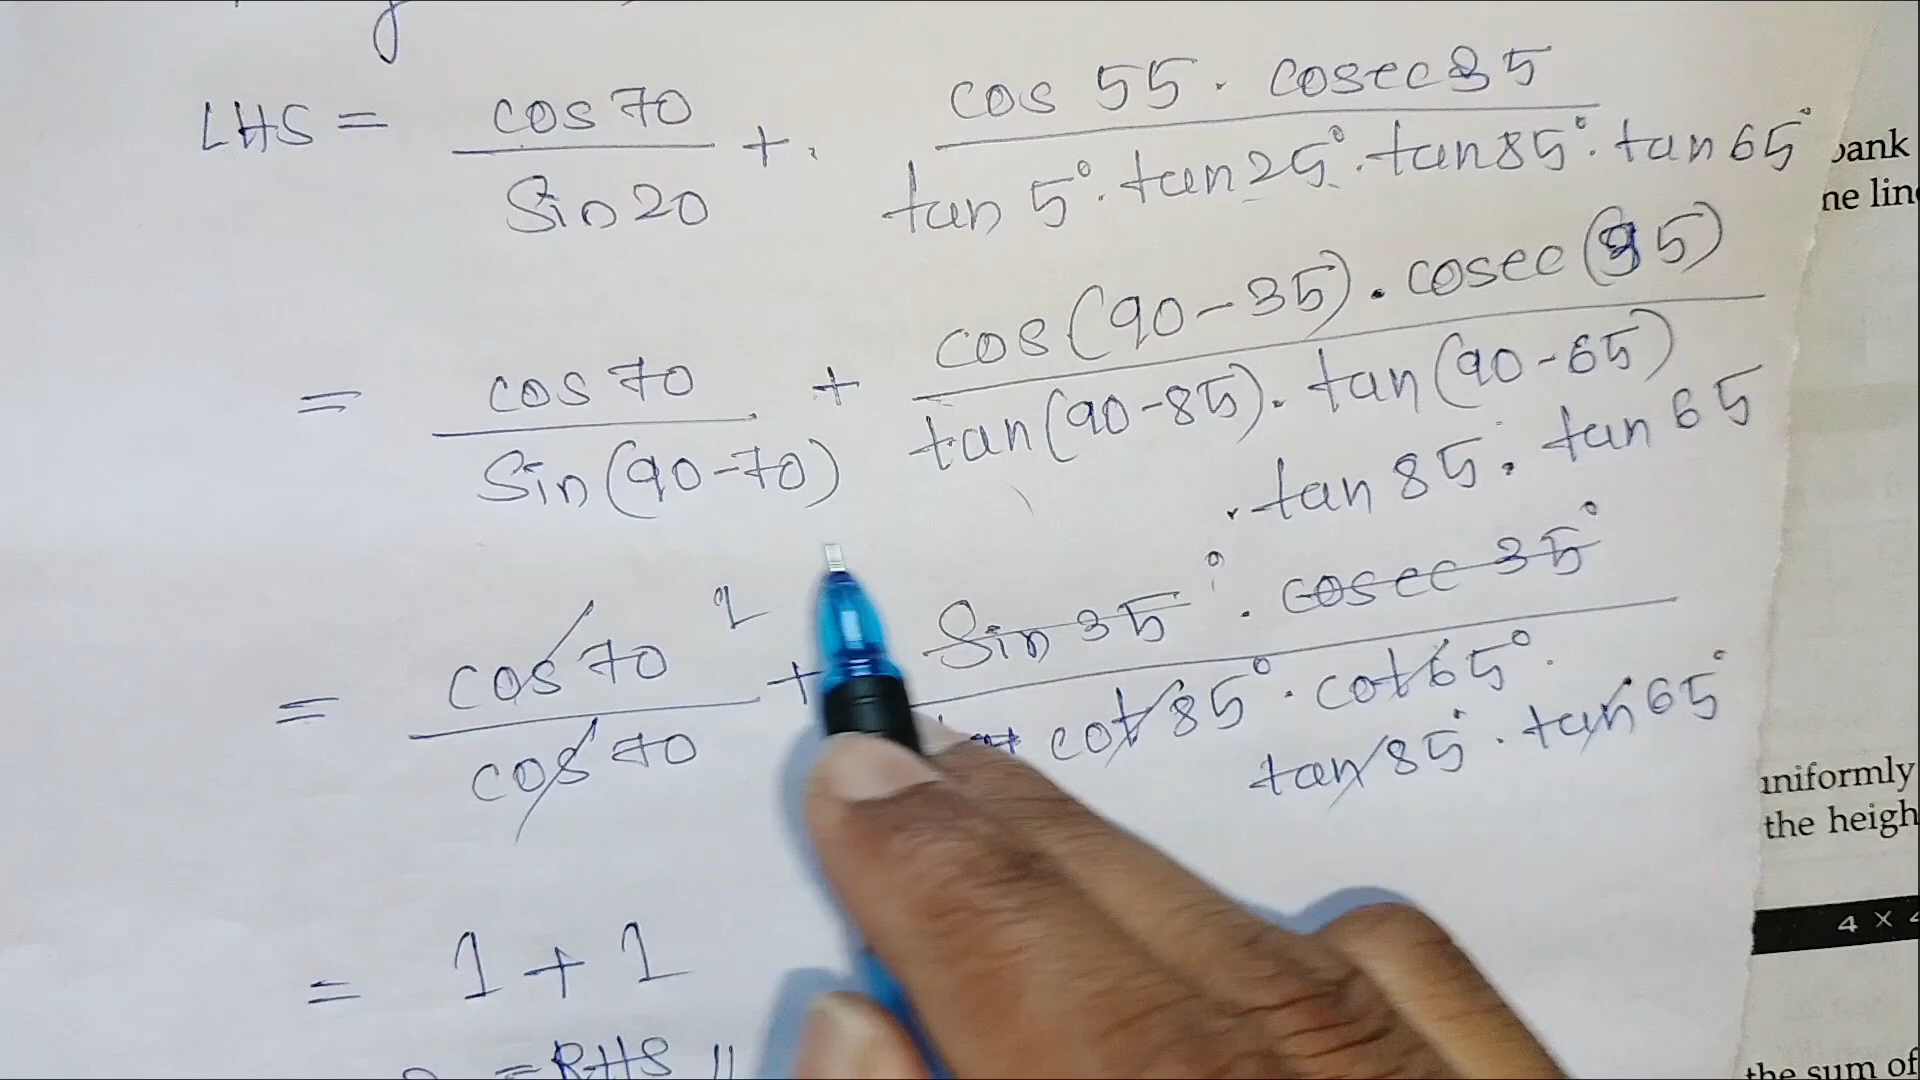 LHS = cos 70 / Sin 20 + cos 55 . cosec 35 / tan 5° . tan 25° . tan 85° . tan 65°
= cos 70 / Sin (90-70) + cos (90-35) . cosec (35) / tan (90-85) . tan (90-65)
. tan 85 . tan 65
= cos 70 / cos 70 1 + Sin 35° . cosec 35° / cot 85° . cot 65° .
tan 85° . tan 65°
= 1 + 1
= RHS //
bank
ne line
uniformly
the heigh
4 ×
the sum of